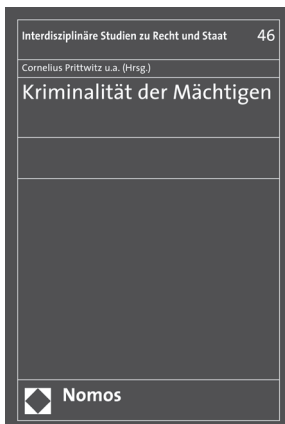 Interdisziplinäre Studien zu Recht und Staat 46
Cornelius Prittwitz u.a. (Hrsg.)
Kriminalität der Mächtigen
Nomos